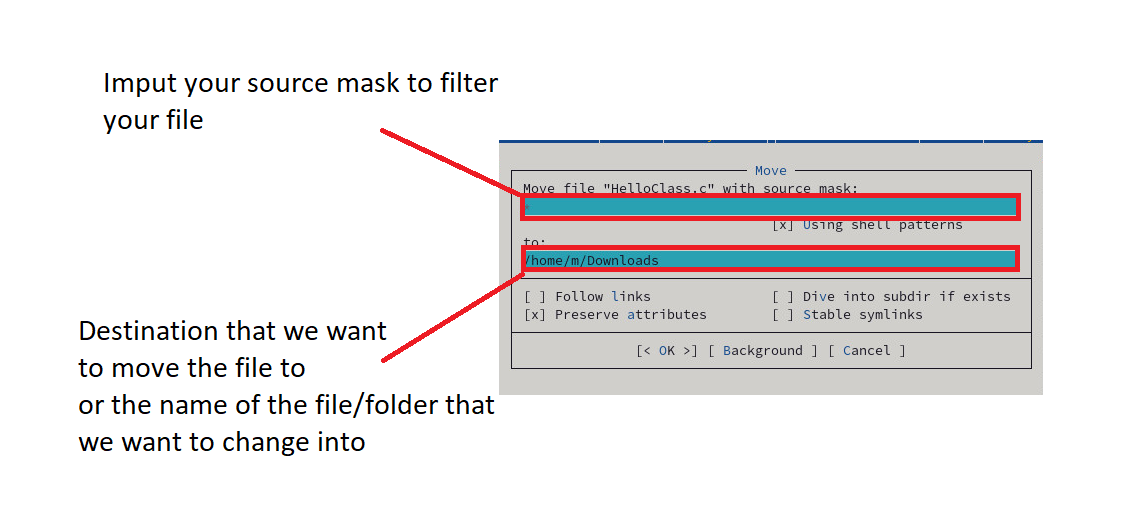 Imput your source mask to filter
your file
Move
Move file "HelloClass.c" with source mask:
[x] Using shell patterns
to:
/home/m/Downloads
[ ] Follow links [ ] Dive into subdir if exists
[x] Preserve attributes [ ] Stable symlinks
[< OK >] [ Background ] [ Cancel ]
Destination that we want
to move the file to
or the name of the file/folder that
we want to change into